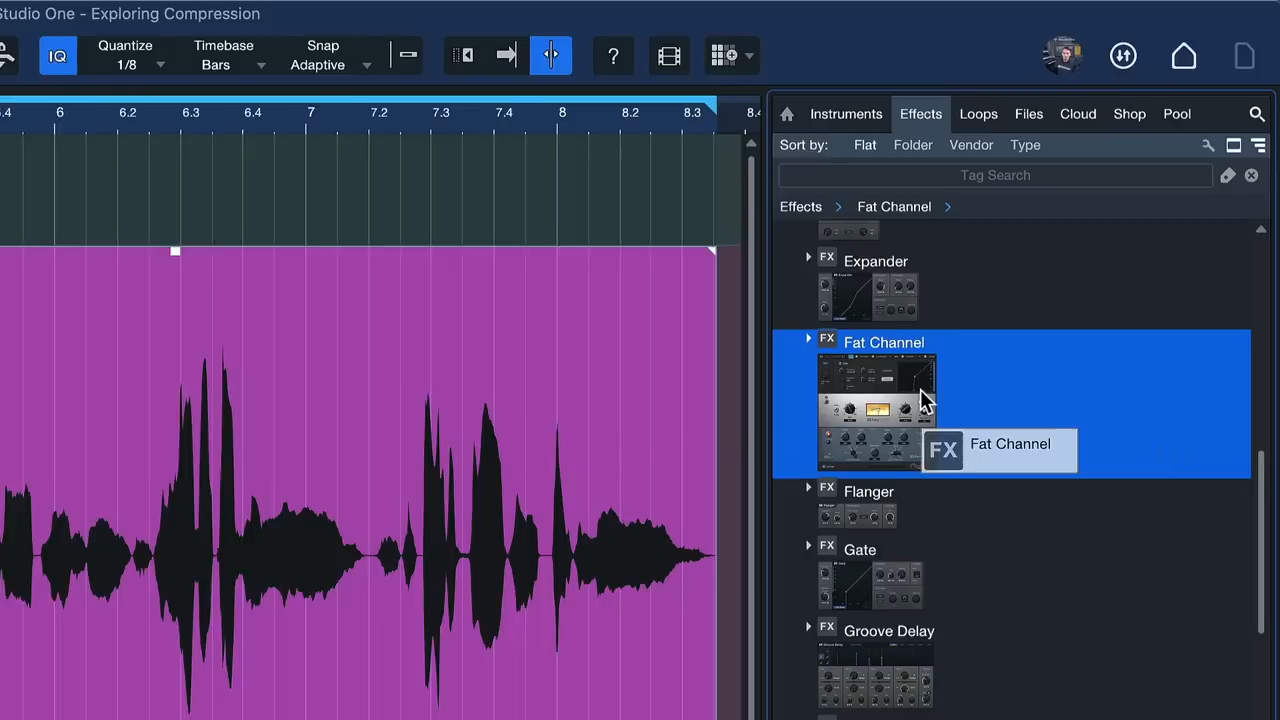 Studio One - Exploring Compression
IQ
Quantize
1/8
Timebase
Bars
Snap
Adaptive
?
.4
6
6.2
6.3
6.4
7
7.2
7.3
7.4
8
8.2
8.3
8.4
Instruments
Effects
Loops
Files
Cloud
Shop
Pool
Sort by:
Flat
Folder
Vendor
Type
Tag Search
Effects
Fat Channel
FX
Expander
FX
Fat Channel
FX
Fat Channel
FX
Flanger
FX
Gate
FX
Groove Delay